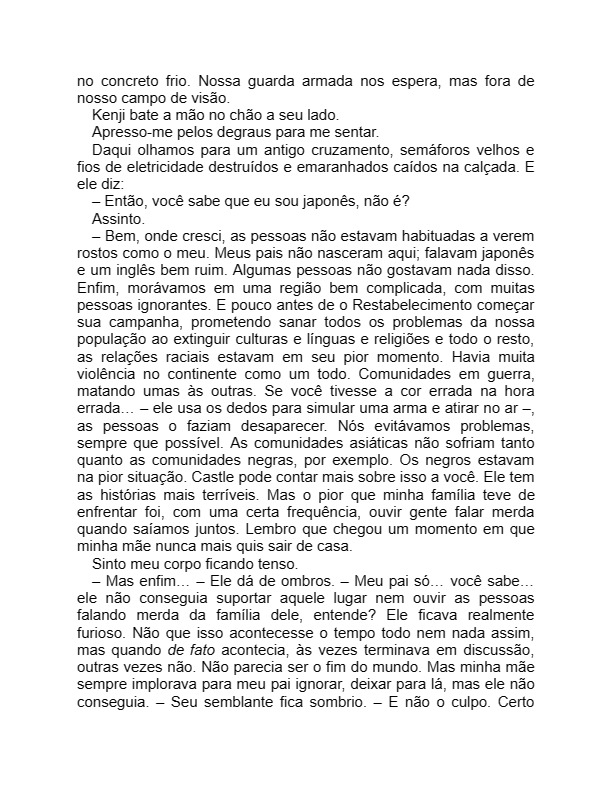 no concreto frio. Nossa guarda armada nos espera, mas fora de
nosso campo de visão.
Kenji bate a mão no chão a seu lado.
Apresso-me pelos degraus para me sentar.
Daqui olhamos para um antigo cruzamento, semáforos velhos e
fios de eletricidade destruídos e emaranhados caídos na calçada. E
ele diz:
– Então, você sabe que eu sou japonês, não é?
Assinto.
– Bem, onde cresci, as pessoas não estavam habituadas a verem
rostos como o meu. Meus pais não nasceram aqui; falavam japonês
e um inglês bem ruim. Algumas pessoas não gostavam nada disso.
Enfim, morávamos em uma região bem complicada, com muitas
pessoas ignorantes. E pouco antes de o Restabelecimento começar
sua campanha, prometendo sanar todos os problemas da nossa
população ao extinguir culturas e línguas e religiões e todo o resto,
as relações raciais estavam em seu pior momento. Havia muita
violência no continente como um todo. Comunidades em guerra,
matando umas às outras. Se você tivesse a cor errada na hora
errada… – ele usa os dedos para simular uma arma e atirar no ar –,
as pessoas o faziam desaparecer. Nós evitávamos problemas,
sempre que possível. As comunidades asiáticas não sofriam tanto
quanto as comunidades negras, por exemplo. Os negros estavam
na pior situação. Castle pode contar mais sobre isso a você. Ele tem
as histórias mais terríveis. Mas o pior que minha família teve de
enfrentar foi, com uma certa frequência, ouvir gente falar merda
quando saíamos juntos. Lembro que chegou um momento em que
minha mãe nunca mais quis sair de casa.
Sinto meu corpo ficando tenso.
– Mas enfim… – Ele dá de ombros. – Meu pai só… você sabe…
ele não conseguia suportar aquele lugar nem ouvir as pessoas
falando merda da família dele, entende? Ele ficava realmente
furioso. Não que isso acontecesse o tempo todo nem nada assim,
mas quando de fato acontecia, às vezes terminava em discussão,
outras vezes não. Não parecia ser o fim do mundo. Mas minha mãe
sempre implorava para meu pai ignorar, deixar para lá, mas ele não
conseguia. – Seu semblante fica sombrio. – E não o culpo. Certo